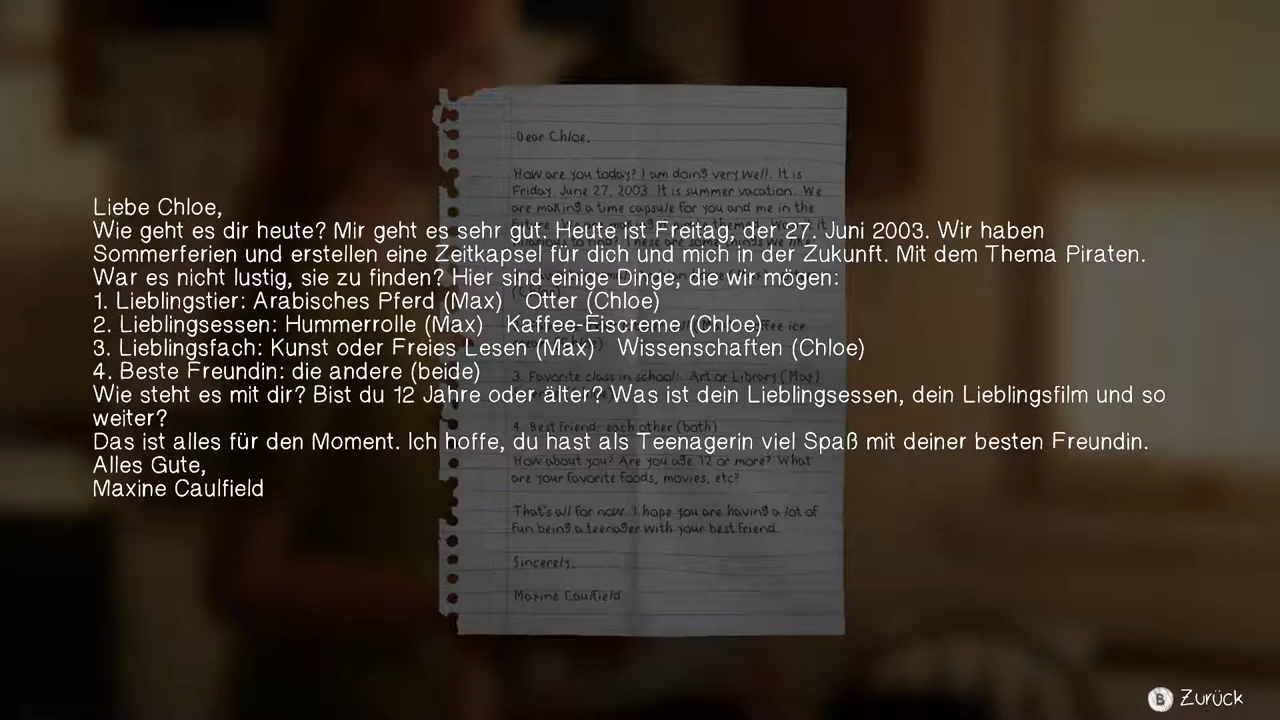 Liebe Chloe,
Wie geht es dir heute? Mir geht es sehr gut. Heute ist Freitag, der 27. Juni 2003. Wir haben
Sommerferien und erstellen eine Zeitkapsel für dich und mich in der Zukunft. Mit dem Thema Piraten.
War es nicht lustig, sie zu finden? Hier sind einige Dinge, die wir mögen:
1. Lieblingstier: Arabisches Pferd (Max) Otter (Chloe)
2. Lieblingsessen: Hummerrolle (Max) Kaffee-Eiscreme (Chloe)
3. Lieblingsfach: Kunst oder Freies Lesen (Max) Wissenschaften (Chloe)
4. Beste Freundin: die andere (beide)
Wie steht es mit dir? Bist du 12 Jahre oder älter? Was ist dein Lieblingsessen, dein Lieblingsfilm und so
weiter?
Das ist alles für den Moment. Ich hoffe, du hast als Teenagerin viel Spaß mit deiner besten Freundin.
Alles Gute,
Maxine Caulfield
Dear Chloe,
How are you today? I am doing very well. It is
Friday, June 27, 2003. It is summer vacation. We
are making a time capsule for you and me in the
3. Favorite class in school: Art or Library (Max)
4. Best friend: each other (both)
How about you? Are you age 12 or more? What
are your favorite foods, movies, etc?
That's all for now. I hope you are having a lot of
fun being a teenager with your best friend.
Sincerely,
Maxine Caulfield
B Zurück